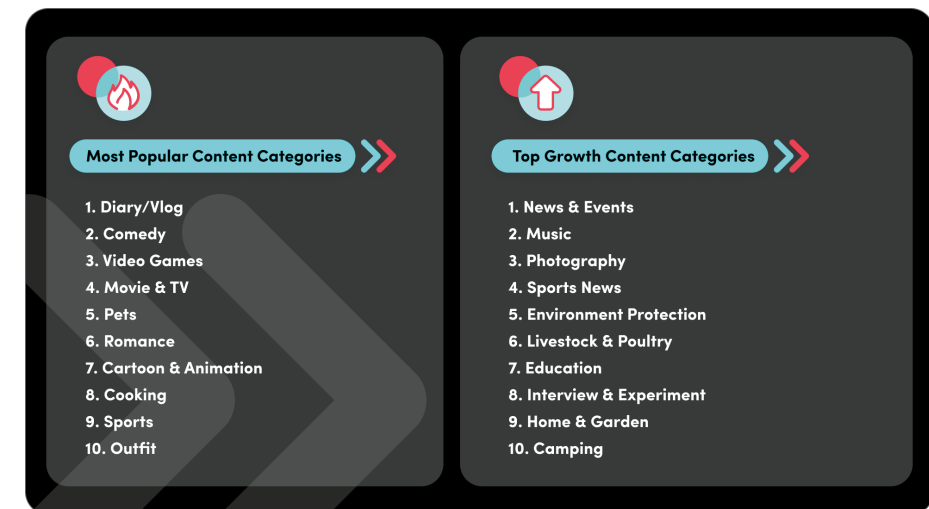 Most Popular Content Categories
1. Diary/Vlog
2. Comedy
3. Video Games
4. Movie & TV
5. Pets
6. Romance
7. Cartoon & Animation
8. Cooking
9. Sports
10. Outfit
Top Growth Content Categories
1. News & Events
2. Music
3. Photography
4. Sports News
5. Environment Protection
6. Livestock & Poultry
7. Education
8. Interview & Experiment
9. Home & Garden
10. Camping